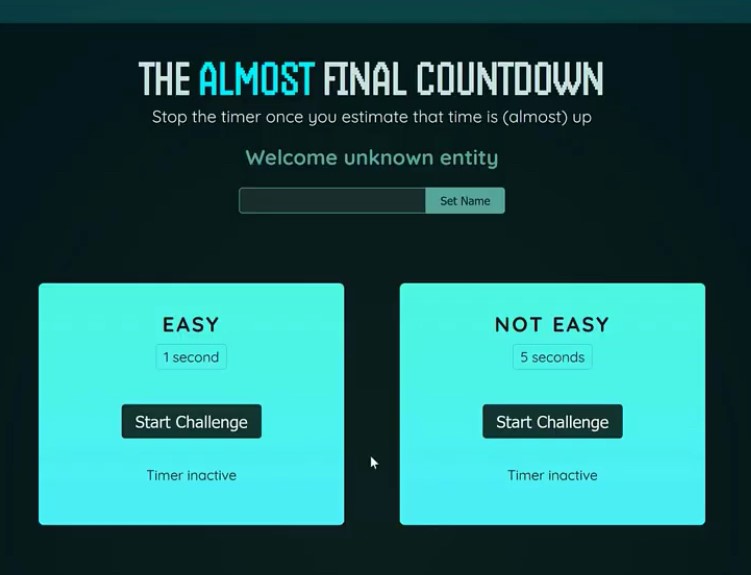 THE ALMOST FINAL COUNTDOWN
Stop the timer once you estimate that time is (almost) up
Welcome unknown entity
Set Name
EASY
1 second
Start Challenge
Timer inactive
NOT EASY
5 seconds
Start Challenge
Timer inactive